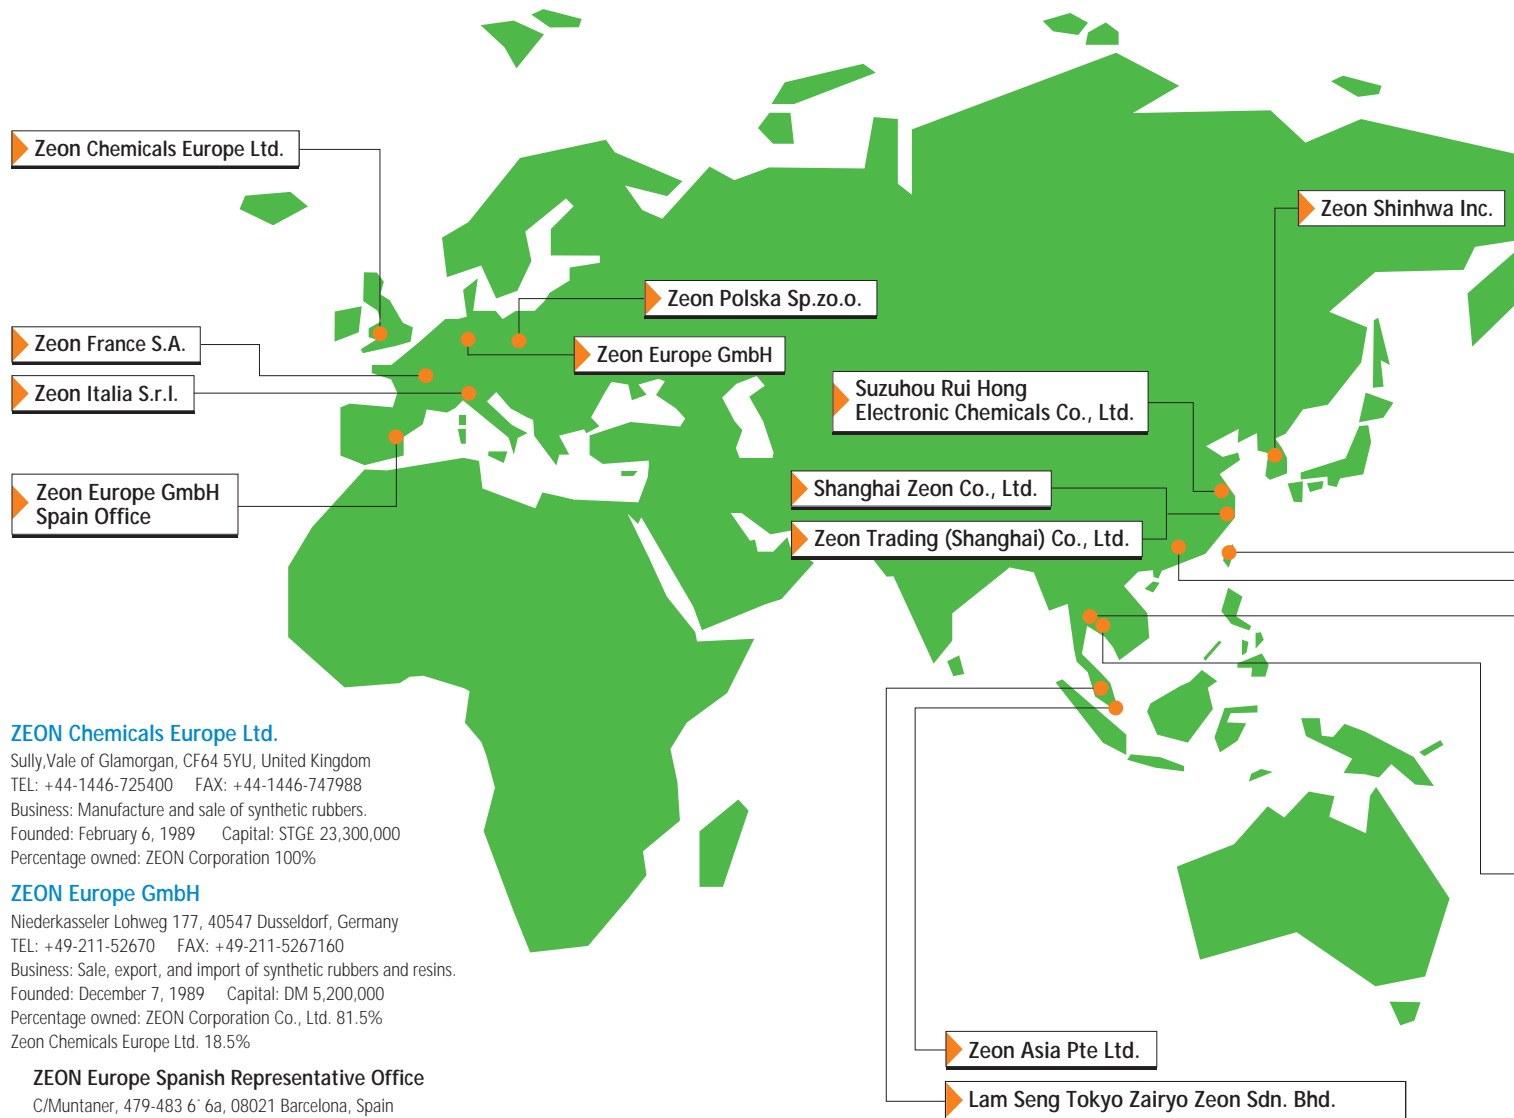 Zeon Chemicals Europe Ltd.
Zeon Shinhwa Inc.
Zeon Polska Sp.zo.o.
Zeon France S.A.
Zeon Europe GmbH
Zeon Italia S.r.l.
Suzuhou Rui Hong
Electronic Chemicals Co., Ltd.
Zeon Europe GmbH
Spain Office
Shanghai Zeon Co., Ltd.
Zeon Trading (Shanghai) Co., Ltd.
ZEON Chemicals Europe Ltd.
Sully,Vale of Glamorgan, CF64 5YU, United Kingdom
TEL: +44-1446-725400 FAX: +44-1446-747988
Business: Manufacture and sale of synthetic rubbers.
Founded: February 6, 1989 Capital: STG£ 23,300,000
Percentage owned: ZEON Corporation 100%
ZEON Europe GmbH
Niederkasseler Lohweg 177, 40547 Dusseldorf, Germany
TEL: +49-211-52670 FAX: +49-211-5267160
Business: Sale, export, and import of synthetic rubbers and resins.
Founded: December 7, 1989 Capital: DM 5,200,000
Percentage owned: ZEON Corporation Co., Ltd. 81.5%
Zeon Chemicals Europe Ltd. 18.5%
ZEON Europe Spanish Representative Office
C/Muntaner, 479-483 6˙ 6a, 08021 Barcelona, Spain
Zeon Asia Pte Ltd.
Lam Seng Tokyo Zairyo Zeon Sdn. Bhd.